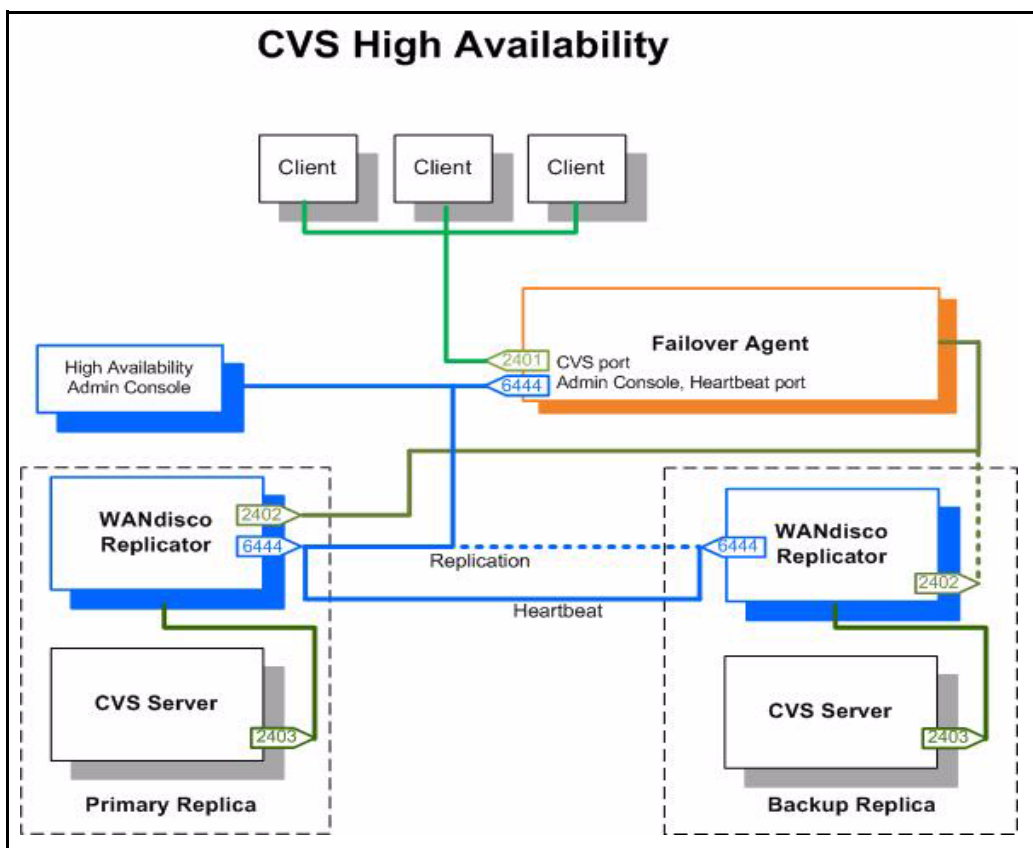 CVS High Availability
Client
Client
Client
Failover Agent
2401
CVS port
6444
Admin Console, Heartbeat port
High Availability
Admin Console
WANdisco
Replicator
2402
6444
Replication
Heartbeat
6444
WANdisco
Replicator
2402
CVS Server
2403
Primary Replica
CVS Server
2403
Backup Replica